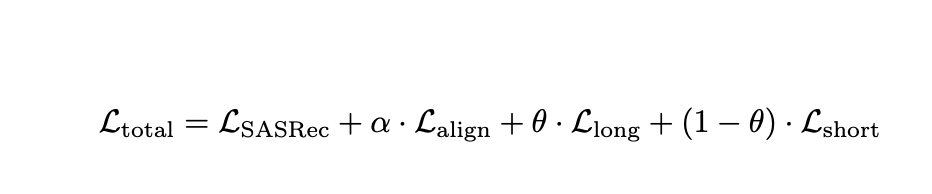 ℒ_total = ℒ_SASRec + α · ℒ_align + θ · ℒ_long + (1 − θ) · ℒ_short